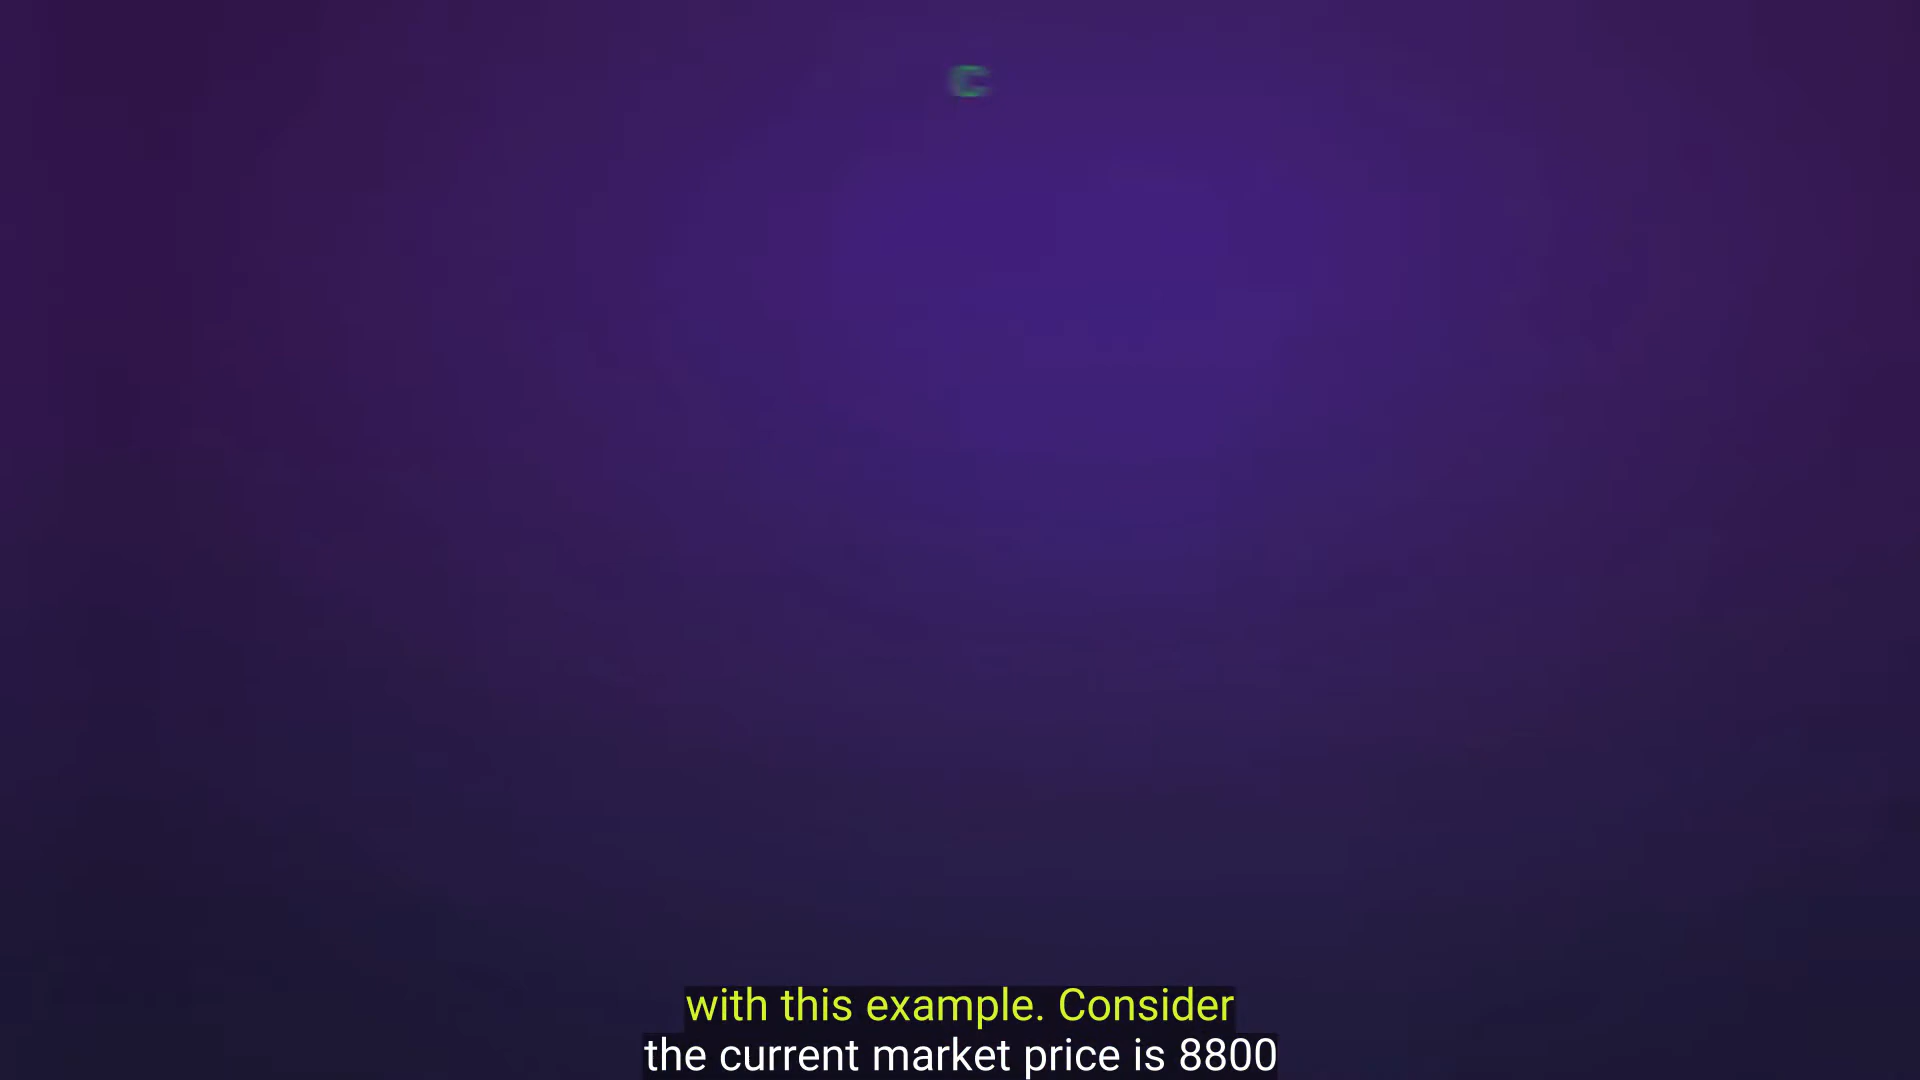 C
with this example. Consider
the current market price is 8800